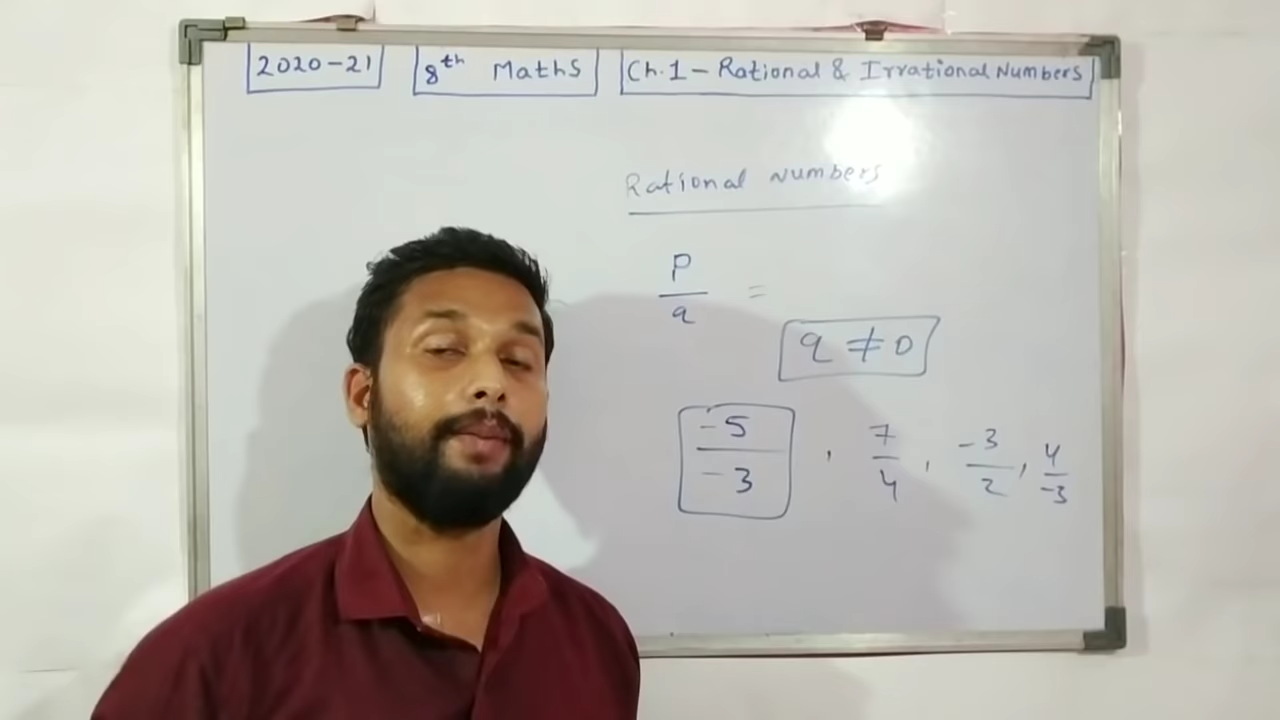 2020-21 8th Maths Ch.1 - Rational & Irrational Numbers
Rational Numbers
P/q =
q ≠ 0
-5/-3 , 7/4 , -3/2 , 4/-3